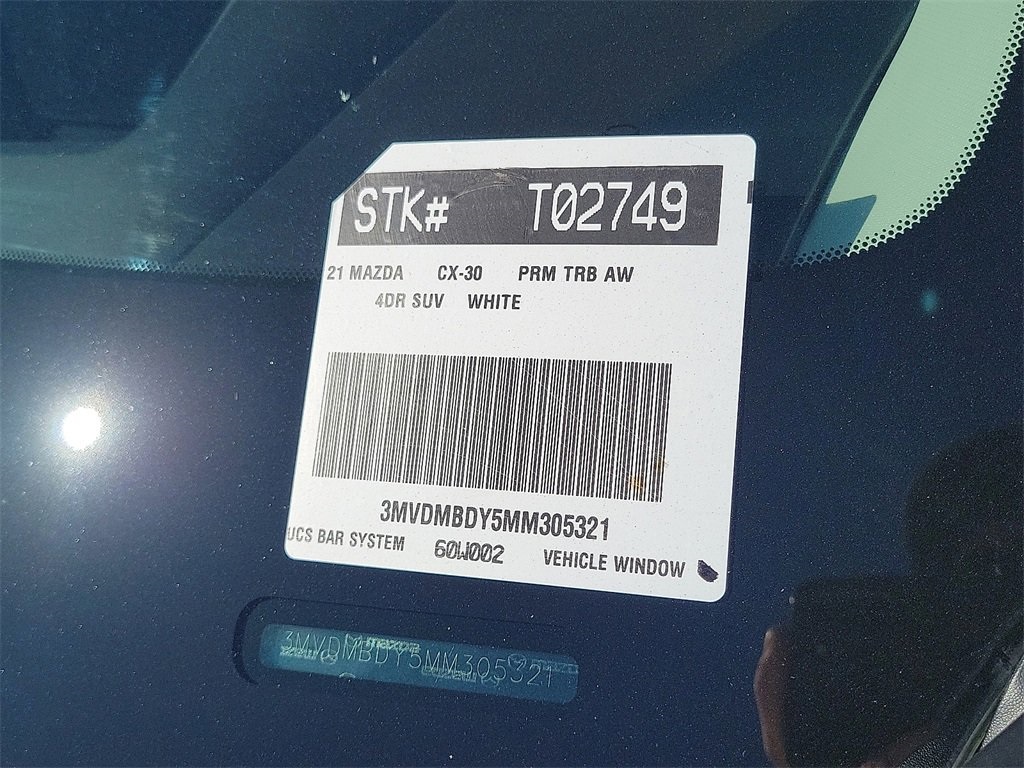 STK# T02749
21 MAZDA CX-30 PRM TRB AW
4DR SUV WHITE
3MVDMBDY5MM305321
UCS BAR SYSTEM 60W002 VEHICLE WINDOW
3MVDMBDY5MM305321
mazda